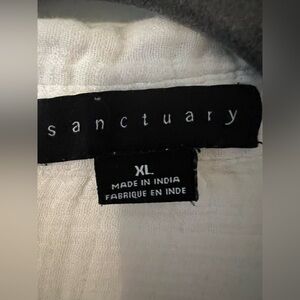 sanctuary
XL
MADE IN INDIA
FABRIQUE EN INDE